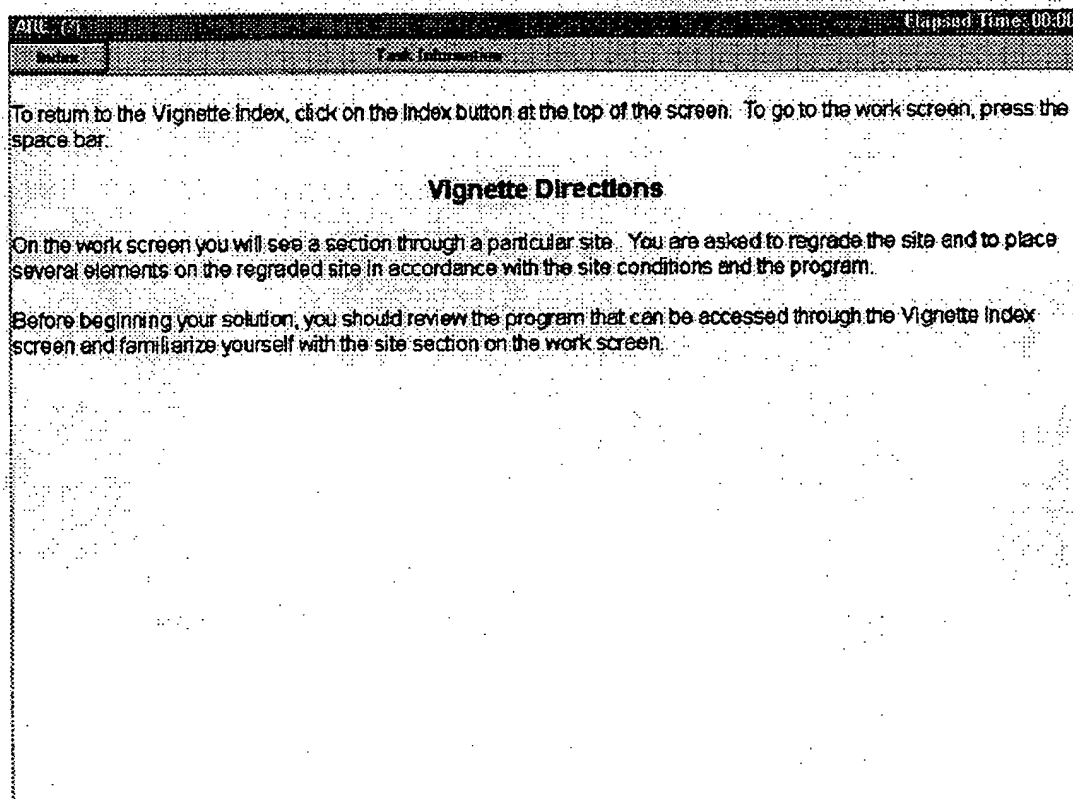 Elapsed Time: 00:00
Index
Task Information
To return to the Vignette Index, click on the Index button at the top of the screen. To go to the work screen, press the
space bar.
Vignette Directions
On the work screen you will see a section through a particular site. You are asked to regrade the site and to place
several elements on the regraded site in accordance with the site conditions and the program.
Before beginning your solution, you should review the program that can be accessed through the Vignette Index
screen and familiarize yourself with the site section on the work screen.